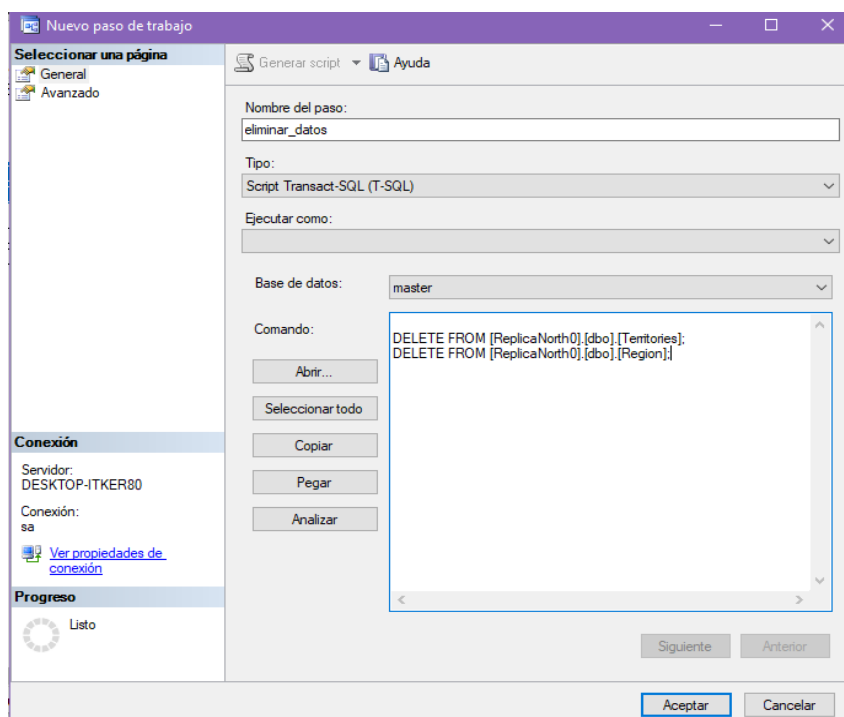 Nuevo paso de trabajo
Seleccionar una página
General
Avanzado
Generar script
Ayuda
Nombre del paso:
eliminar_datos
Tipo:
Script Transact-SQL (T-SQL)
Ejecutar como:
Base de datos:
master
Comando:
DELETE FROM [ReplicaNorth0].[dbo].[Territories];
DELETE FROM [ReplicaNorth0].[dbo].[Region];
Abrir...
Seleccionar todo
Copiar
Pegar
Analizar
Conexión
Servidor:
DESKTOP-ITKER80
Conexión:
sa
Ver propiedades de
conexión
Progreso
Listo
Siguiente
Anterior
Aceptar
Cancelar